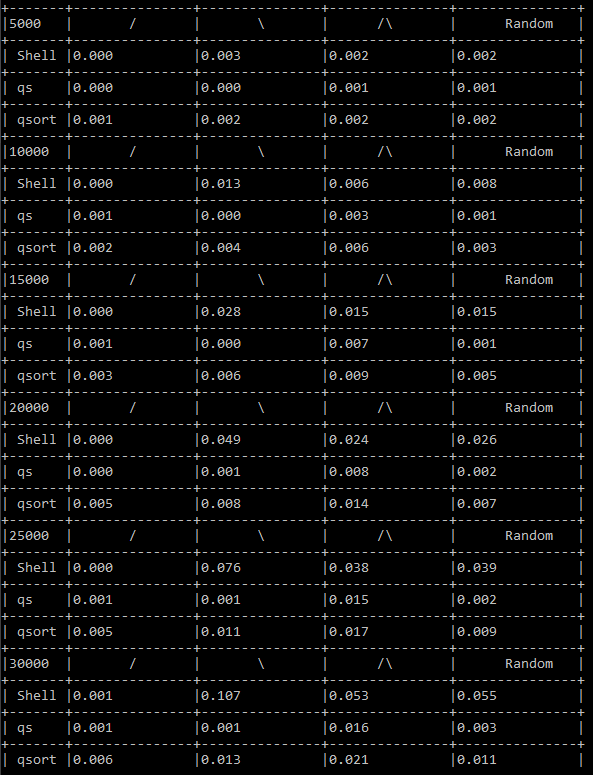 +-------+---------------+---------------+---------------+---------------+
|5000   |       /       |       \       |      /\       |      Random   |
+-------+---------------+---------------+---------------+---------------+
| Shell |0.000          |0.003          |0.002          |0.002          |
+-------+---------------+---------------+---------------+---------------+
| qs    |0.000          |0.000          |0.001          |0.001          |
+-------+---------------+---------------+---------------+---------------+
| qsort |0.001          |0.002          |0.002          |0.002          |
+-------+---------------+---------------+---------------+---------------+
|10000  |       /       |       \       |      /\       |      Random   |
+-------+---------------+---------------+---------------+---------------+
| Shell |0.000          |0.013          |0.006          |0.008          |
+-------+---------------+---------------+---------------+---------------+
| qs    |0.001          |0.000          |0.003          |0.001          |
+-------+---------------+---------------+---------------+---------------+
| qsort |0.002          |0.004          |0.006          |0.003          |
+-------+---------------+---------------+---------------+---------------+
|15000  |       /       |       \       |      /\       |      Random   |
+-------+---------------+---------------+---------------+---------------+
| Shell |0.000          |0.028          |0.015          |0.015          |
+-------+---------------+---------------+---------------+---------------+
| qs    |0.001          |0.000          |0.007          |0.001          |
+-------+---------------+---------------+---------------+---------------+
| qsort |0.003          |0.006          |0.009          |0.005          |
+-------+---------------+---------------+---------------+---------------+
|20000  |       /       |       \       |      /\       |      Random   |
+-------+---------------+---------------+---------------+---------------+
| Shell |0.000          |0.049          |0.024          |0.026          |
+-------+---------------+---------------+---------------+---------------+
| qs    |0.000          |0.001          |0.008          |0.002          |
+-------+---------------+---------------+---------------+---------------+
| qsort |0.005          |0.008          |0.014          |0.007          |
+-------+---------------+---------------+---------------+---------------+
|25000  |       /       |       \       |      /\       |      Random   |
+-------+---------------+---------------+---------------+---------------+
| Shell |0.000          |0.076          |0.038          |0.039          |
+-------+---------------+---------------+---------------+---------------+
| qs    |0.001          |0.001          |0.015          |0.002          |
+-------+---------------+---------------+---------------+---------------+
| qsort |0.005          |0.011          |0.017          |0.009          |
+-------+---------------+---------------+---------------+---------------+
|30000  |       /       |       \       |      /\       |      Random   |
+-------+---------------+---------------+---------------+---------------+
| Shell |0.001          |0.107          |0.053          |0.055          |
+-------+---------------+---------------+---------------+---------------+
| qs    |0.001          |0.001          |0.016          |0.003          |
+-------+---------------+---------------+---------------+---------------+
| qsort |0.006          |0.013          |0.021          |0.011          |
+-------+---------------+---------------+---------------+---------------+